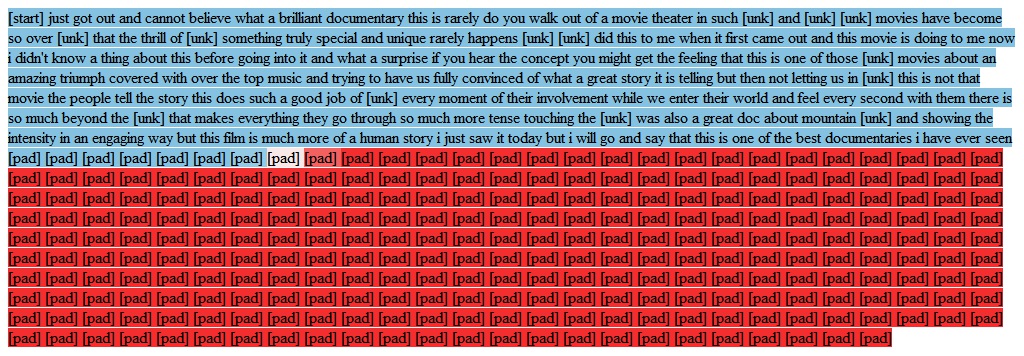 [start] just got out and cannot believe what a brilliant documentary this is rarely do you walk out of a movie theater in such [unk] and [unk] [unk] movies have become
so over [unk] that the thrill of [unk] something truly special and unique rarely happens [unk] [unk] did this to me when it first came out and this movie is doing to me now
i didn't know a thing about this before going into it and what a surprise if you hear the concept you might get the feeling that this is one of those [unk] movies about an
amazing triumph covered with over the top music and trying to have us fully convinced of what a great story it is telling but then not letting us in [unk] this is not that
movie the people tell the story this does such a good job of [unk] every moment of their involvement while we enter their world and feel every second with them there is
so much beyond the [unk] that makes everything they go through so much more tense touching the [unk] was also a great doc about mountain [unk] and showing the
intensity in an engaging way but this film is much more of a human story i just saw it today but i will go and say that this is one of the best documentaries i have ever seen
[pad] [pad] [pad] [pad] [pad] [pad] [pad] [pad] [pad] [pad] [pad] [pad] [pad] [pad] [pad] [pad] [pad] [pad] [pad] [pad] [pad] [pad] [pad] [pad] [pad] [pad] [pad]
[pad] [pad] [pad] [pad] [pad] [pad] [pad] [pad] [pad] [pad] [pad] [pad] [pad] [pad] [pad] [pad] [pad] [pad] [pad] [pad] [pad] [pad] [pad] [pad] [pad] [pad] [pad]
[pad] [pad] [pad] [pad] [pad] [pad] [pad] [pad] [pad] [pad] [pad] [pad] [pad] [pad] [pad] [pad] [pad] [pad] [pad] [pad] [pad] [pad] [pad] [pad] [pad] [pad] [pad]
[pad] [pad] [pad] [pad] [pad] [pad] [pad] [pad] [pad] [pad] [pad] [pad] [pad] [pad] [pad] [pad] [pad] [pad] [pad] [pad] [pad] [pad] [pad] [pad] [pad] [pad] [pad]
[pad] [pad] [pad] [pad] [pad] [pad] [pad] [pad] [pad] [pad] [pad] [pad] [pad] [pad] [pad] [pad] [pad] [pad] [pad] [pad] [pad] [pad] [pad] [pad] [pad] [pad] [pad]
[pad] [pad] [pad] [pad] [pad] [pad] [pad] [pad] [pad] [pad] [pad] [pad] [pad] [pad] [pad] [pad] [pad] [pad] [pad] [pad] [pad] [pad] [pad] [pad] [pad] [pad] [pad]
[pad] [pad] [pad] [pad] [pad] [pad] [pad] [pad] [pad] [pad] [pad] [pad] [pad] [pad] [pad] [pad] [pad] [pad] [pad] [pad] [pad] [pad] [pad] [pad] [pad] [pad] [pad]
[pad] [pad] [pad] [pad] [pad] [pad] [pad] [pad] [pad] [pad] [pad] [pad] [pad] [pad] [pad] [pad] [pad] [pad] [pad] [pad] [pad] [pad] [pad] [pad] [pad] [pad] [pad]
[pad] [pad] [pad] [pad] [pad] [pad] [pad] [pad] [pad] [pad] [pad] [pad] [pad] [pad] [pad] [pad] [pad] [pad] [pad] [pad] [pad] [pad] [pad] [pad] [pad] [pad] [pad]
[pad] [pad] [pad] [pad] [pad] [pad] [pad] [pad] [pad] [pad] [pad] [pad] [pad] [pad] [pad] [pad] [pad] [pad] [pad] [pad] [pad] [pad] [pad] [pad]